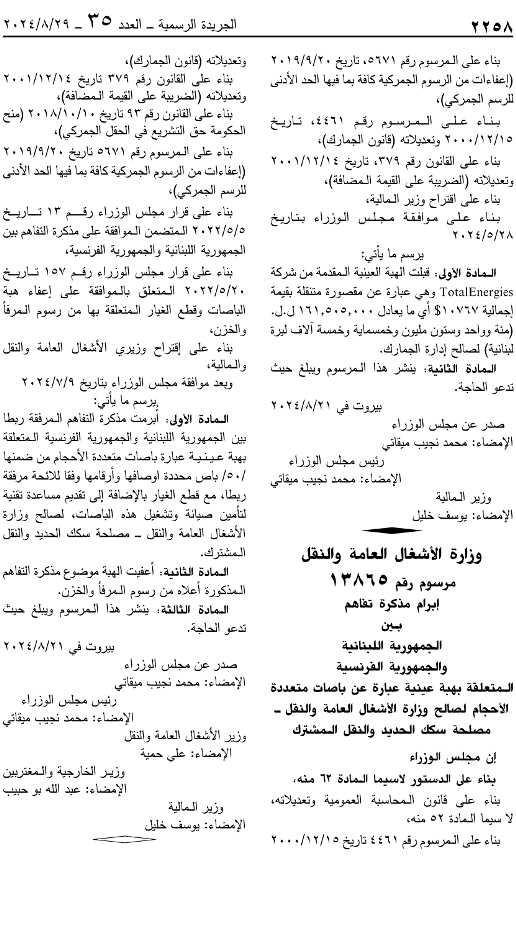 ٢٢٥٨
الجريدة الرسمية ــ العدد ٣٥ ــ ٢٠٢٤/٨/٢٩
بناء على المرسوم رقم ٥٦٧١، تاريخ ٢٠١٩/٩/٢٠
(إعفاءات من الرسوم الجمركية كافة بما فيها الحد الأدنى
للرسم الجمركي)،
بناء على المرسوم رقم ٤٤٦١، تاريخ
٢٠٠٠/١٢/١٥ وتعديلاته (قانون الجمارك)،
بناء على القانون رقم ٣٧٩، تاريخ ٢٠٠١/١٢/١٤
وتعديلاته (الضريبة على القيمة المضافة)،
بناء على اقتراح وزير المالية،
وبناء على موافقة مجلس الوزراء بتاريخ
٢٠٢٤/٥/٢٨
يرسم ما يأتي:
المادة الأولى: قبلت الهبة العينية المقدمة من شركة
TotalEnergies وهي عبارة عن مقصورة متنقلة بقيمة
إجمالية ١٠٧٦٧$ أي ما يعادل ١٦١,٥٠٥,٠٠٠ ل.ل.
(مئة وواحد وستون مليون وخمسماية وخمسة آلاف ليرة
لبنانية) لصالح إدارة الجمارك.
المادة الثانية: ينشر هذا المرسوم ويبلغ حيث
تدعو الحاجة.
بيروت في ٢٠٢٤/٨/٢١
صدر عن مجلس الوزراء
الإمضاء: محمد نجيب ميقاتي
رئيس مجلس الوزراء
الإمضاء: محمد نجيب ميقاتي
وزير المالية
الإمضاء: يوسف خليل
وزارة الأشغال العامة والنقل
مرسوم رقم ١٣٨٦٥
إبرام مذكرة تفاهم
بين
الجمهورية اللبنانية
والجمهورية الفرنسية
المتعلقة بهبة عينية عبارة عن باصات متعددة
الأحجام لصالح وزارة الأشغال العامة والنقل ــ
مصلحة سكك الحديد والنقل المشترك
إن مجلس الوزراء
بناء على الدستور لاسيما المادة ٦٢ منه،
بناء على قانون المحاسبة العمومية وتعديلاته،
لا سيما المادة ٥٢ منه،
بناء على المرسوم رقم ٤٤٦١ تاريخ ٢٠٠٠/١٢/١٥
وتعديلاته (قانون الجمارك)،
بناء على القانون رقم ٣٧٩ تاريخ ٢٠٠١/١٢/١٤
وتعديلاته (الضريبة على القيمة المضافة)،
بناء على القانون رقم ٩٣ تاريخ ٢٠١٨/١٠/١٠ (منح
الحكومة حق التشريع في الحقل الجمركي)،
بناء على المرسوم رقم ٥٦٧١ تاريخ ٢٠١٩/٩/٢٠
(إعفاءات من الرسوم الجمركية كافة بما فيها الحد الأدنى
للرسم الجمركي)،
بناء على قرار مجلس الوزراء رقم ١٣ تاريخ
٢٠٢٢/٥/٥ المتضمن الموافقة على مذكرة التفاهم بين
الجمهورية اللبنانية والجمهورية الفرنسية،
بناء على قرار مجلس الوزراء رقم ١٥٧ تاريخ
٢٠٢٢/٥/٢٠ المتعلق بالموافقة على إعفاء هبة
الباصات وقطع الغيار المتعلقة بها من رسوم المرفأ
والخزن،
بناء على إقتراح وزيري الأشغال العامة والنقل
والمالية،
وبعد موافقة مجلس الوزراء بتاريخ ٢٠٢٤/٧/٩
يرسم ما يأتي:
المادة الأولى: أبرمت مذكرة التفاهم المرفقة ربطا
بين الجمهورية اللبنانية والجمهورية الفرنسية المتعلقة
بهبة عينية عبارة باصات متعددة الأحجام من ضمنها
/٥٠/ باص محددة اوصافها وأرقامها وفقا للائحة مرفقة
ربطا، مع قطع الغيار بالإضافة إلى تقديم مساعدة تقنية
لتأمين صيانة وتشغيل هذه الباصات، لصالح وزارة
الأشغال العامة والنقل ــ مصلحة سكك الحديد والنقل
المشترك.
المادة الثانية: أعفيت الهبة موضوع مذكرة التفاهم
المذكورة أعلاه من رسوم المرفأ والخزن.
المادة الثالثة: ينشر هذا المرسوم ويبلغ حيث
تدعو الحاجة.
بيروت في ٢٠٢٤/٨/٢١
صدر عن مجلس الوزراء
الإمضاء: محمد نجيب ميقاتي
رئيس مجلس الوزراء
الإمضاء: محمد نجيب ميقاتي
وزير الأشغال العامة والنقل
الإمضاء: علي حمية
وزير الخارجية والمغتربين
الإمضاء: عبد الله بو حبيب
وزير المالية
الإمضاء: يوسف خليل